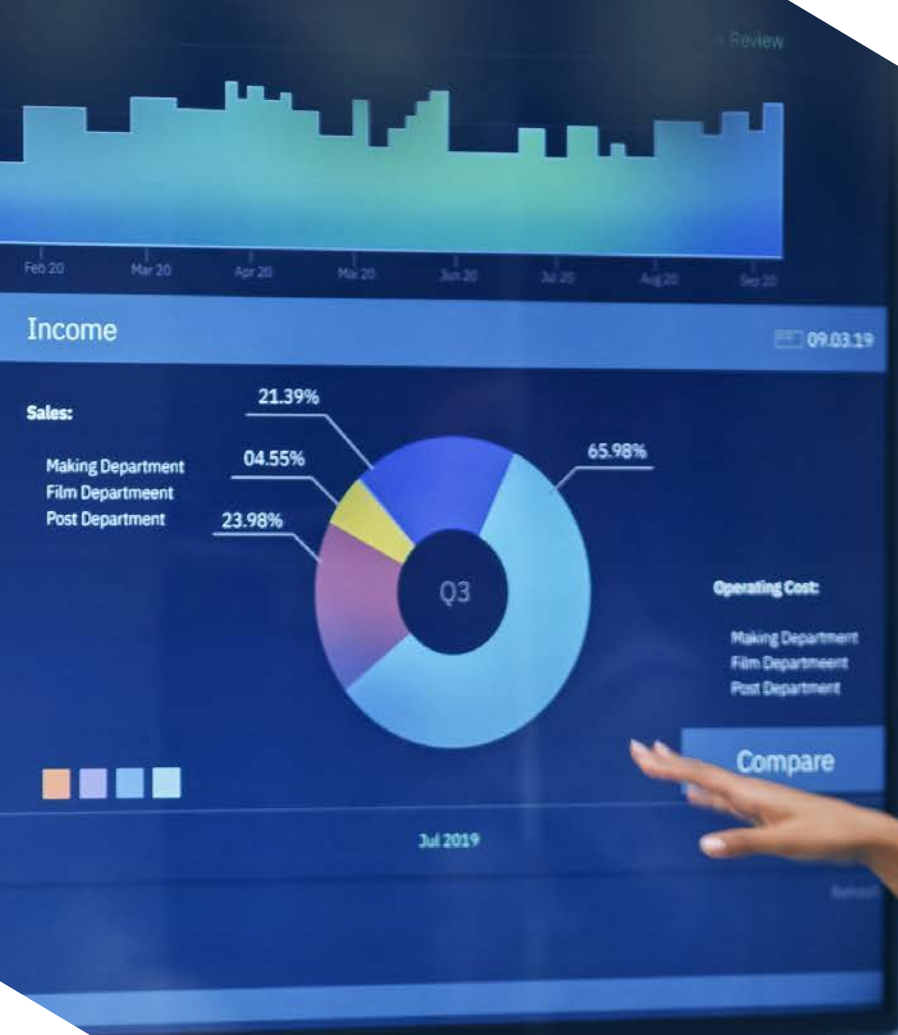 Review
Feb 20
Mar 20
Apr 20
Mai 20
Jun 20
Jul 20
Aug 20
Sep 20
Income
09.03.19
Sales:
Making Department
Film Departmeent
Post Department
21.39%
04.55%
23.98%
65.98%
Q3
Operating Cost:
Making Department
Film Departmeent
Post Department
Compare
Jul 2019